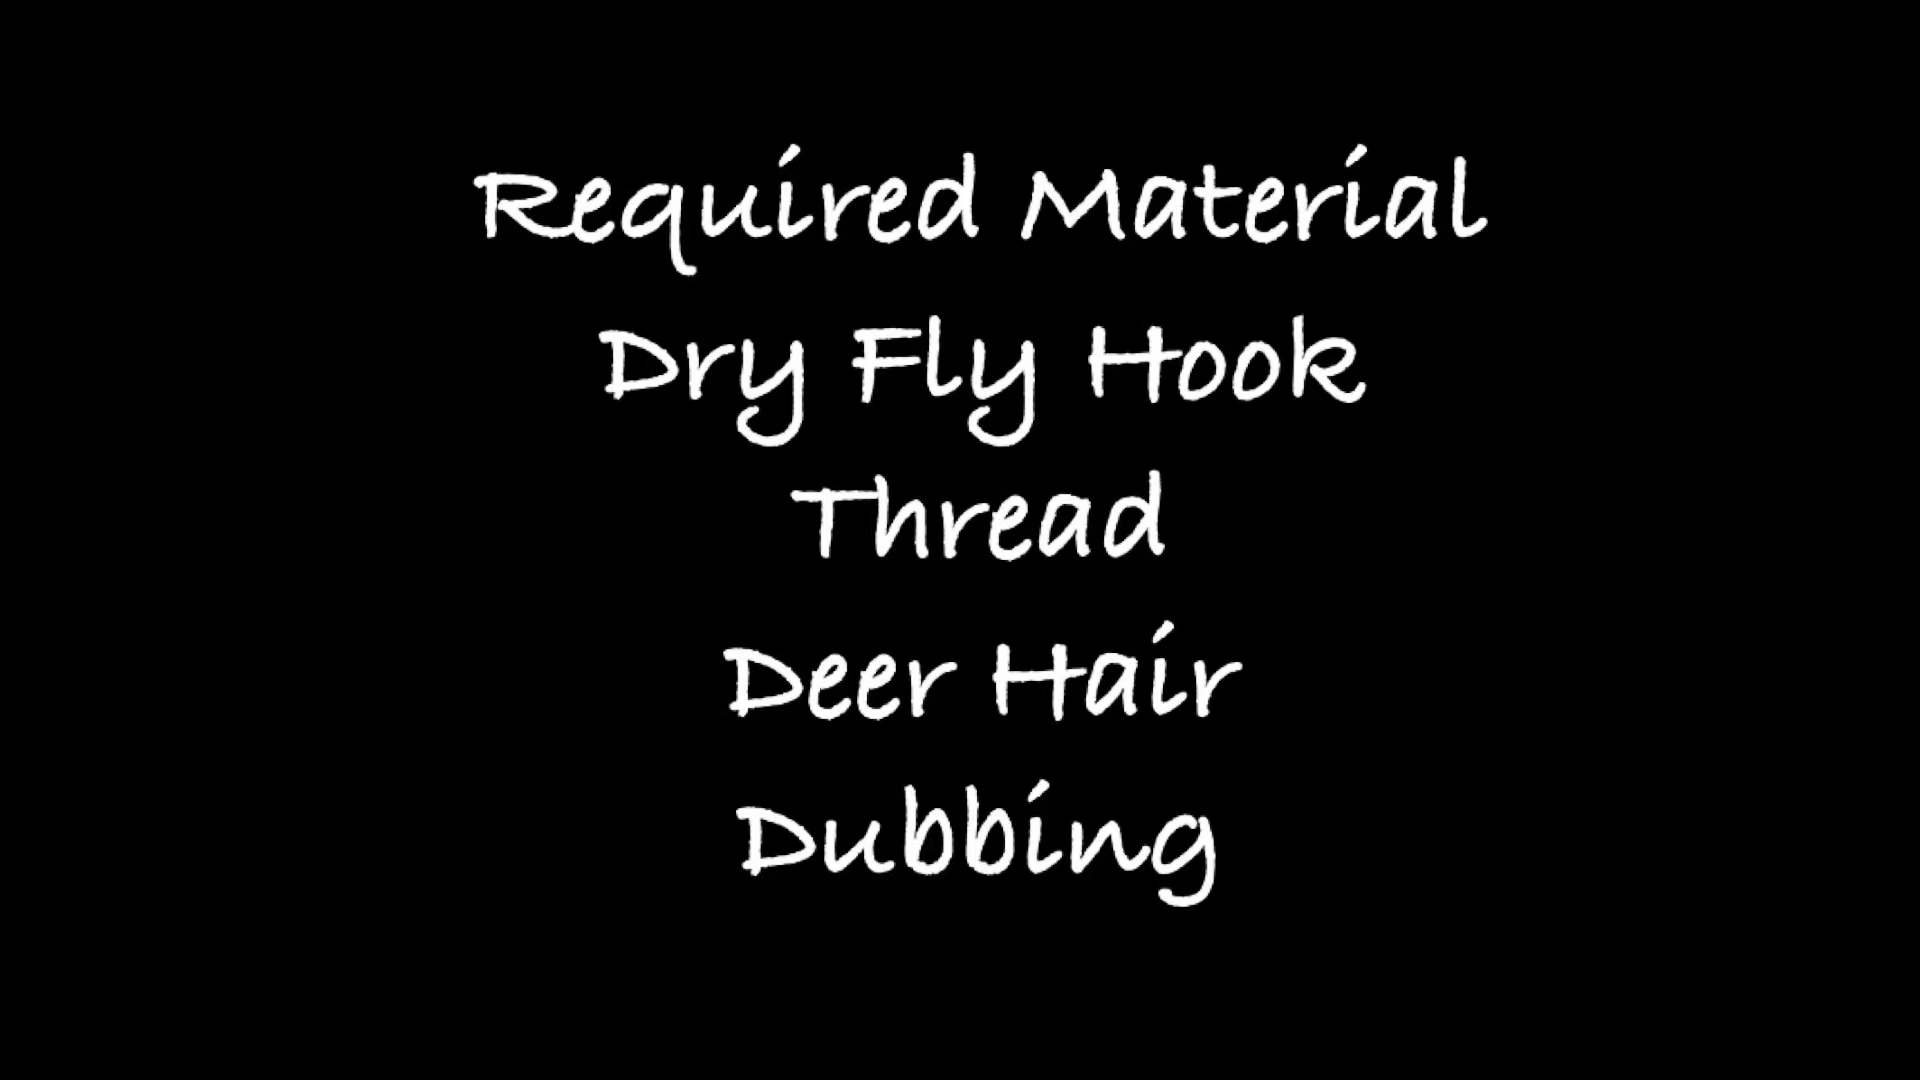 Required Material
Dry Fly Hook
Thread
Deer Hair
Dubbing